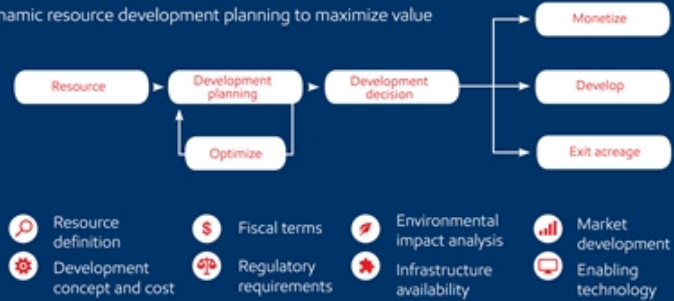 namic resource development planning to maximize value
Monetize
Resource
Development
planning
Development
decision
Develop
Optimize
Exit acreage
Resource
definition
$
Fiscal terms
Environmental
impact analysis
Market
development
Development
concept and cost
Regulatory
requirements
Infrastructure
availability
Enabling
technology